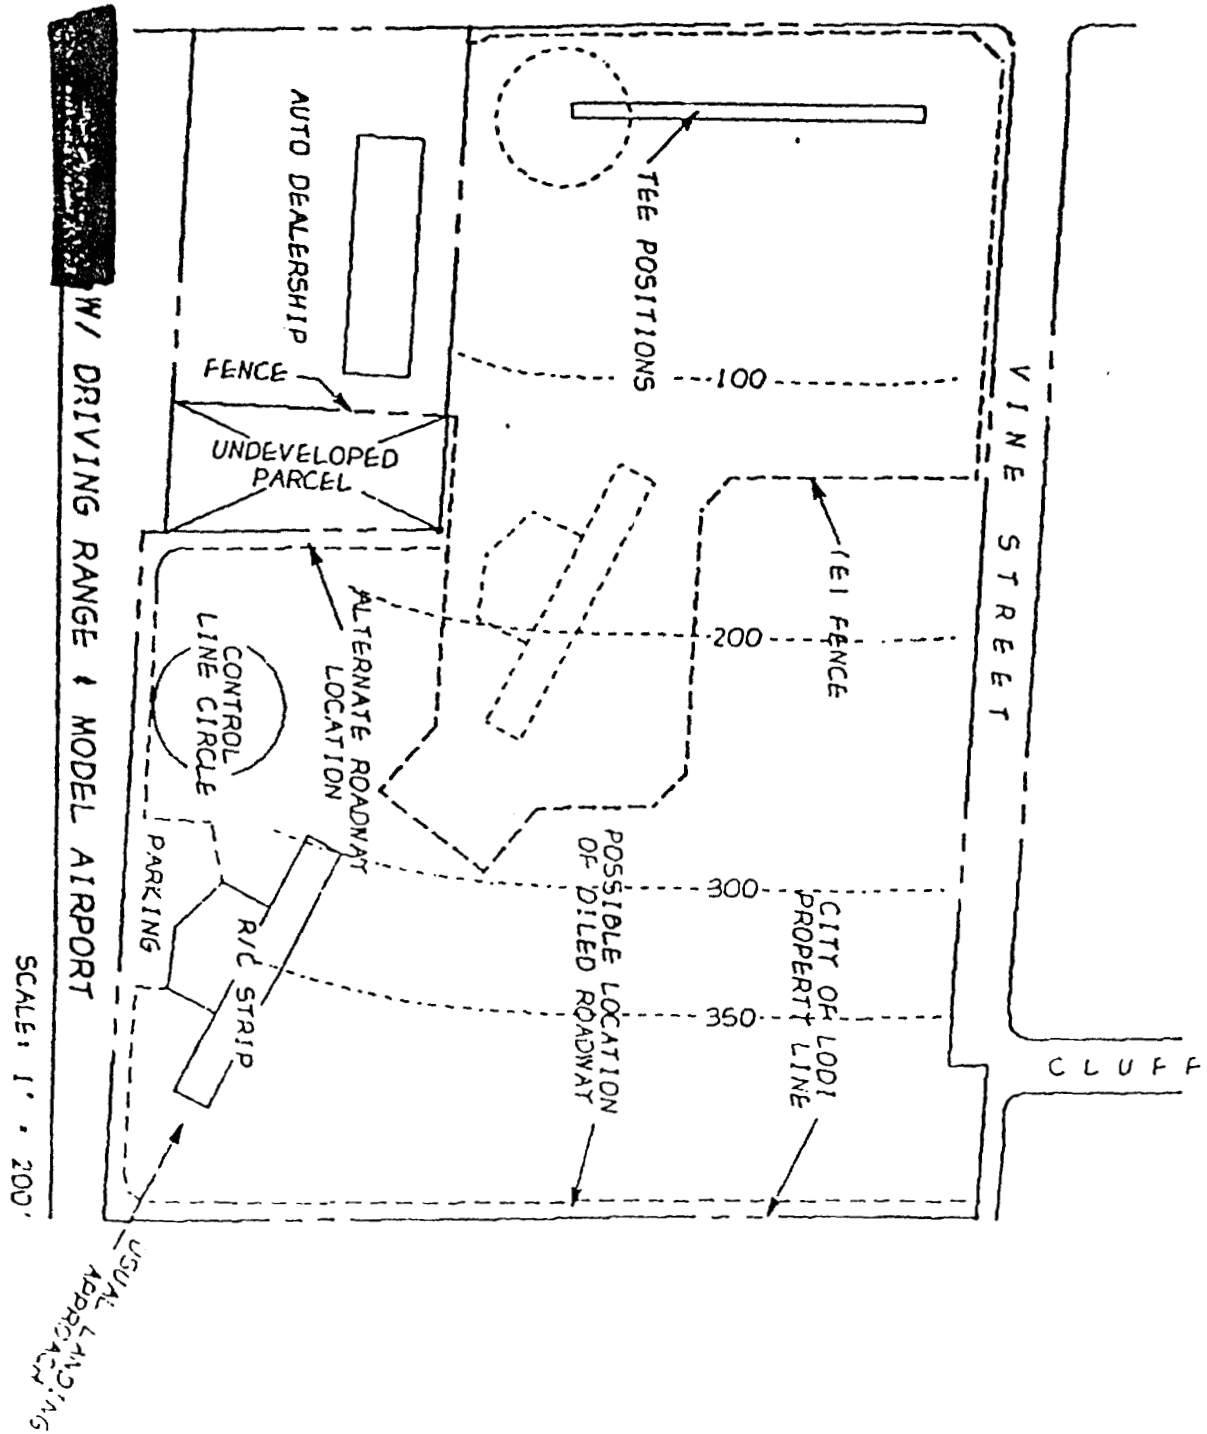 VINE STREET
CLUFF
TEE POSITIONS
AUTO DEALERSHIP
FENCE
UNDEVELOPED
PARCEL
100
FENCE
200
ALTERNATE ROADWAY
LOCATION
CONTROL
LINE CIRCLE
300
POSSIBLE LOCATION
OF OILED ROADWAY
CITY OF LODI
PROPERTY LINE
350
PARKING
R/C STRIP
USUAL LANDING
APPROACH
W/ DRIVING RANGE & MODEL AIRPORT
SCALE: 1" = 200'